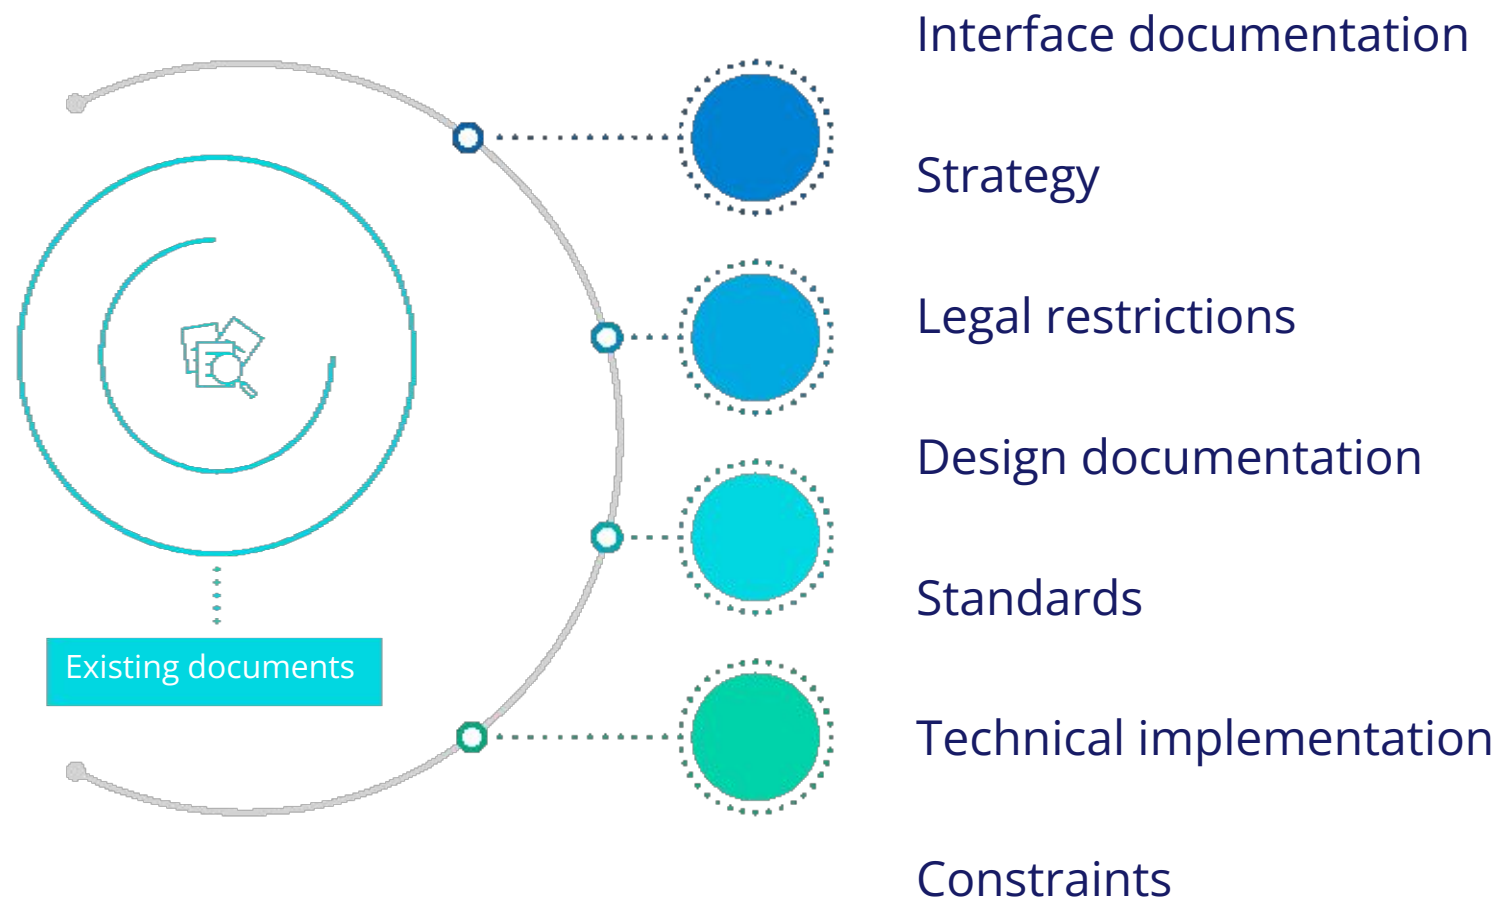 Interface documentation
Strategy
Legal restrictions
Design documentation
Standards
Existing documents
Technical implementation
Constraints